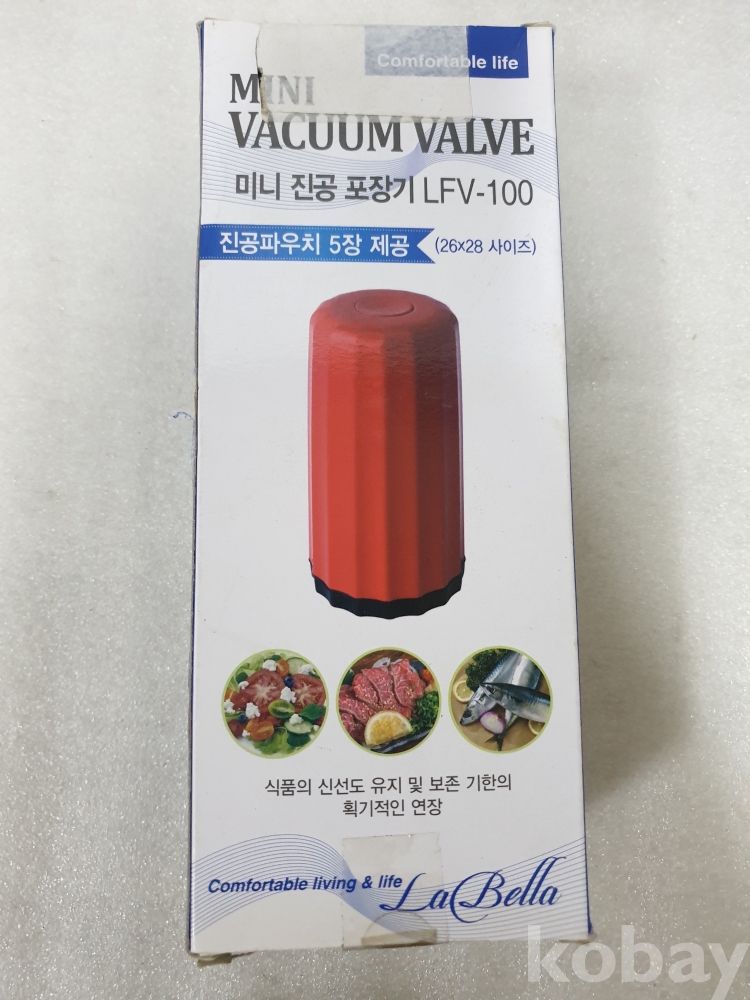 Comfortable life
MINI
VACUUM VALVE
미니 진공 포장기 LFV-100
진공파우치 5장 제공 (26x28 사이즈)
식품의 신선도 유지 및 보존 기한의
획기적인 연장
Comfortable living & life LaBella
kobay